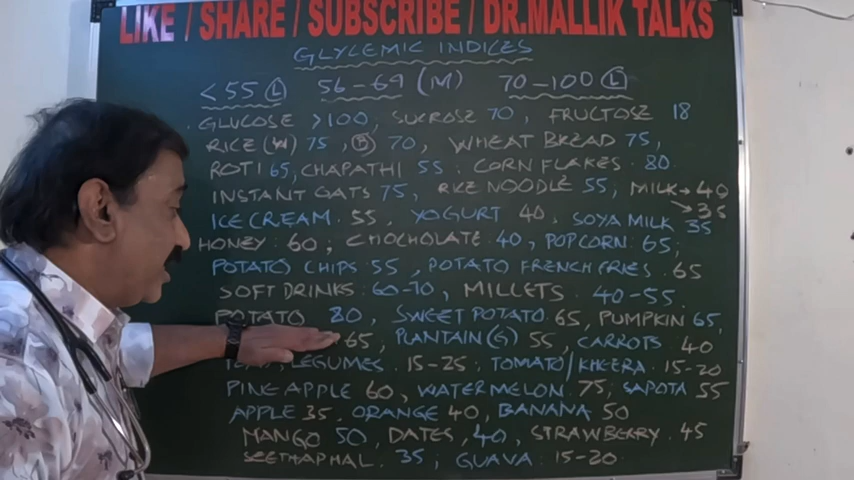 LIKE / SHARE / SUBSCRIBE / DR.MALLIK TALKS
GLYCEMIC INDICES
<55 (L) 56-69 (M) 70-100 (L)
GLUCOSE >100, SUCROSE 70, FRUCTOSE 18
RICE (W) 75, (B) 70, WHEAT BREAD 75,
ROTI 65, CHAPATHI 55; CORN FLAKES. 80
INSTANT OATS 75, RICE NOODLE 55, MILK→40
→35
ICE CREAM. 55, YOGURT 40, SOYA MILK 35
HONEY. 60; CHOCHOLATE. 40, POPCORN. 65;
POTATO CHIPS 55, POTATO FRENCH FRIES. 65
SOFT DRINKS. 60-70, MILLETS. 40-55.
POTATO 80, SWEET POTATO. 65, PUMPKIN 65,
65; PLANTAIN (G) 55, CARROTS 40
LEGUMES. 15-25; TOMATO/KHEERA. 15-20
PINEAPPLE 60, WATERMELON. 75; SAPOTA 55
APPLE 35, ORANGE 40, BANANA 50
MANGO 50, DATES, 40, STRAWBERRY. 45
SEETHAPHAL. 35; GUAVA. 15-20.